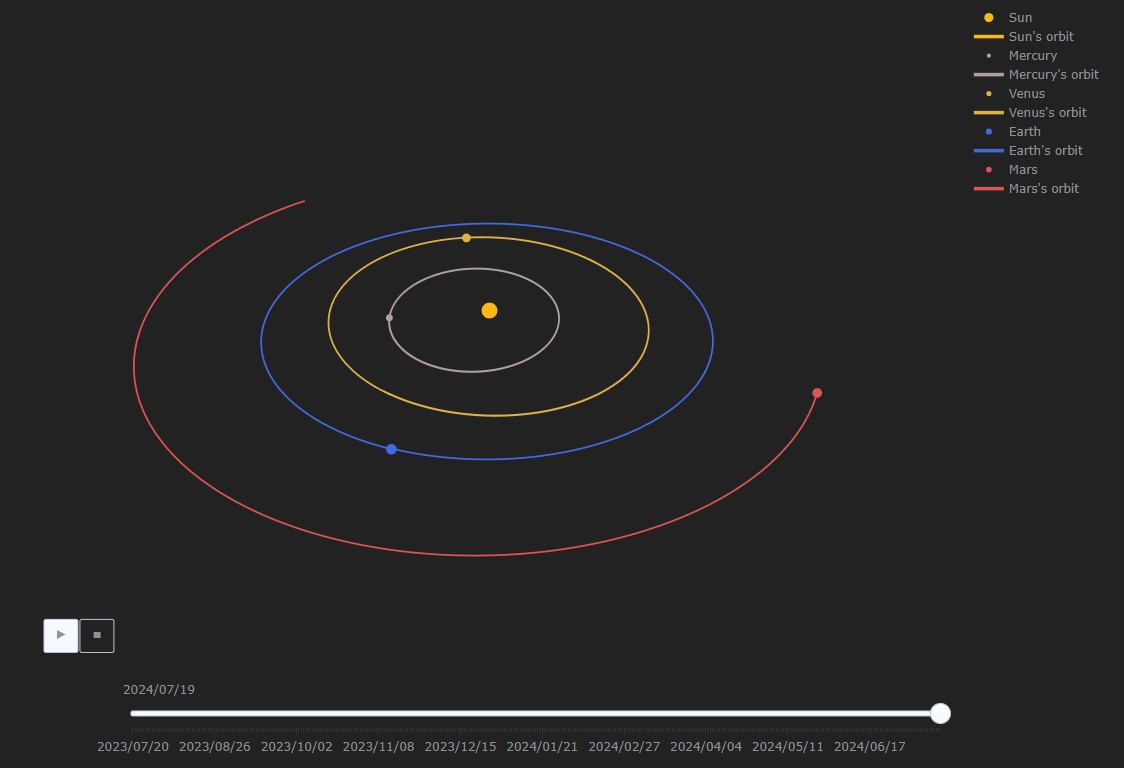 Sun
Sun's orbit
Mercury
Mercury's orbit
Venus
Venus's orbit
Earth
Earth's orbit
Mars
Mars's orbit
2024/07/19
2023/07/20 2023/08/26 2023/10/02 2023/11/08 2023/12/15 2024/01/21 2024/02/27 2024/04/04 2024/05/11 2024/06/17